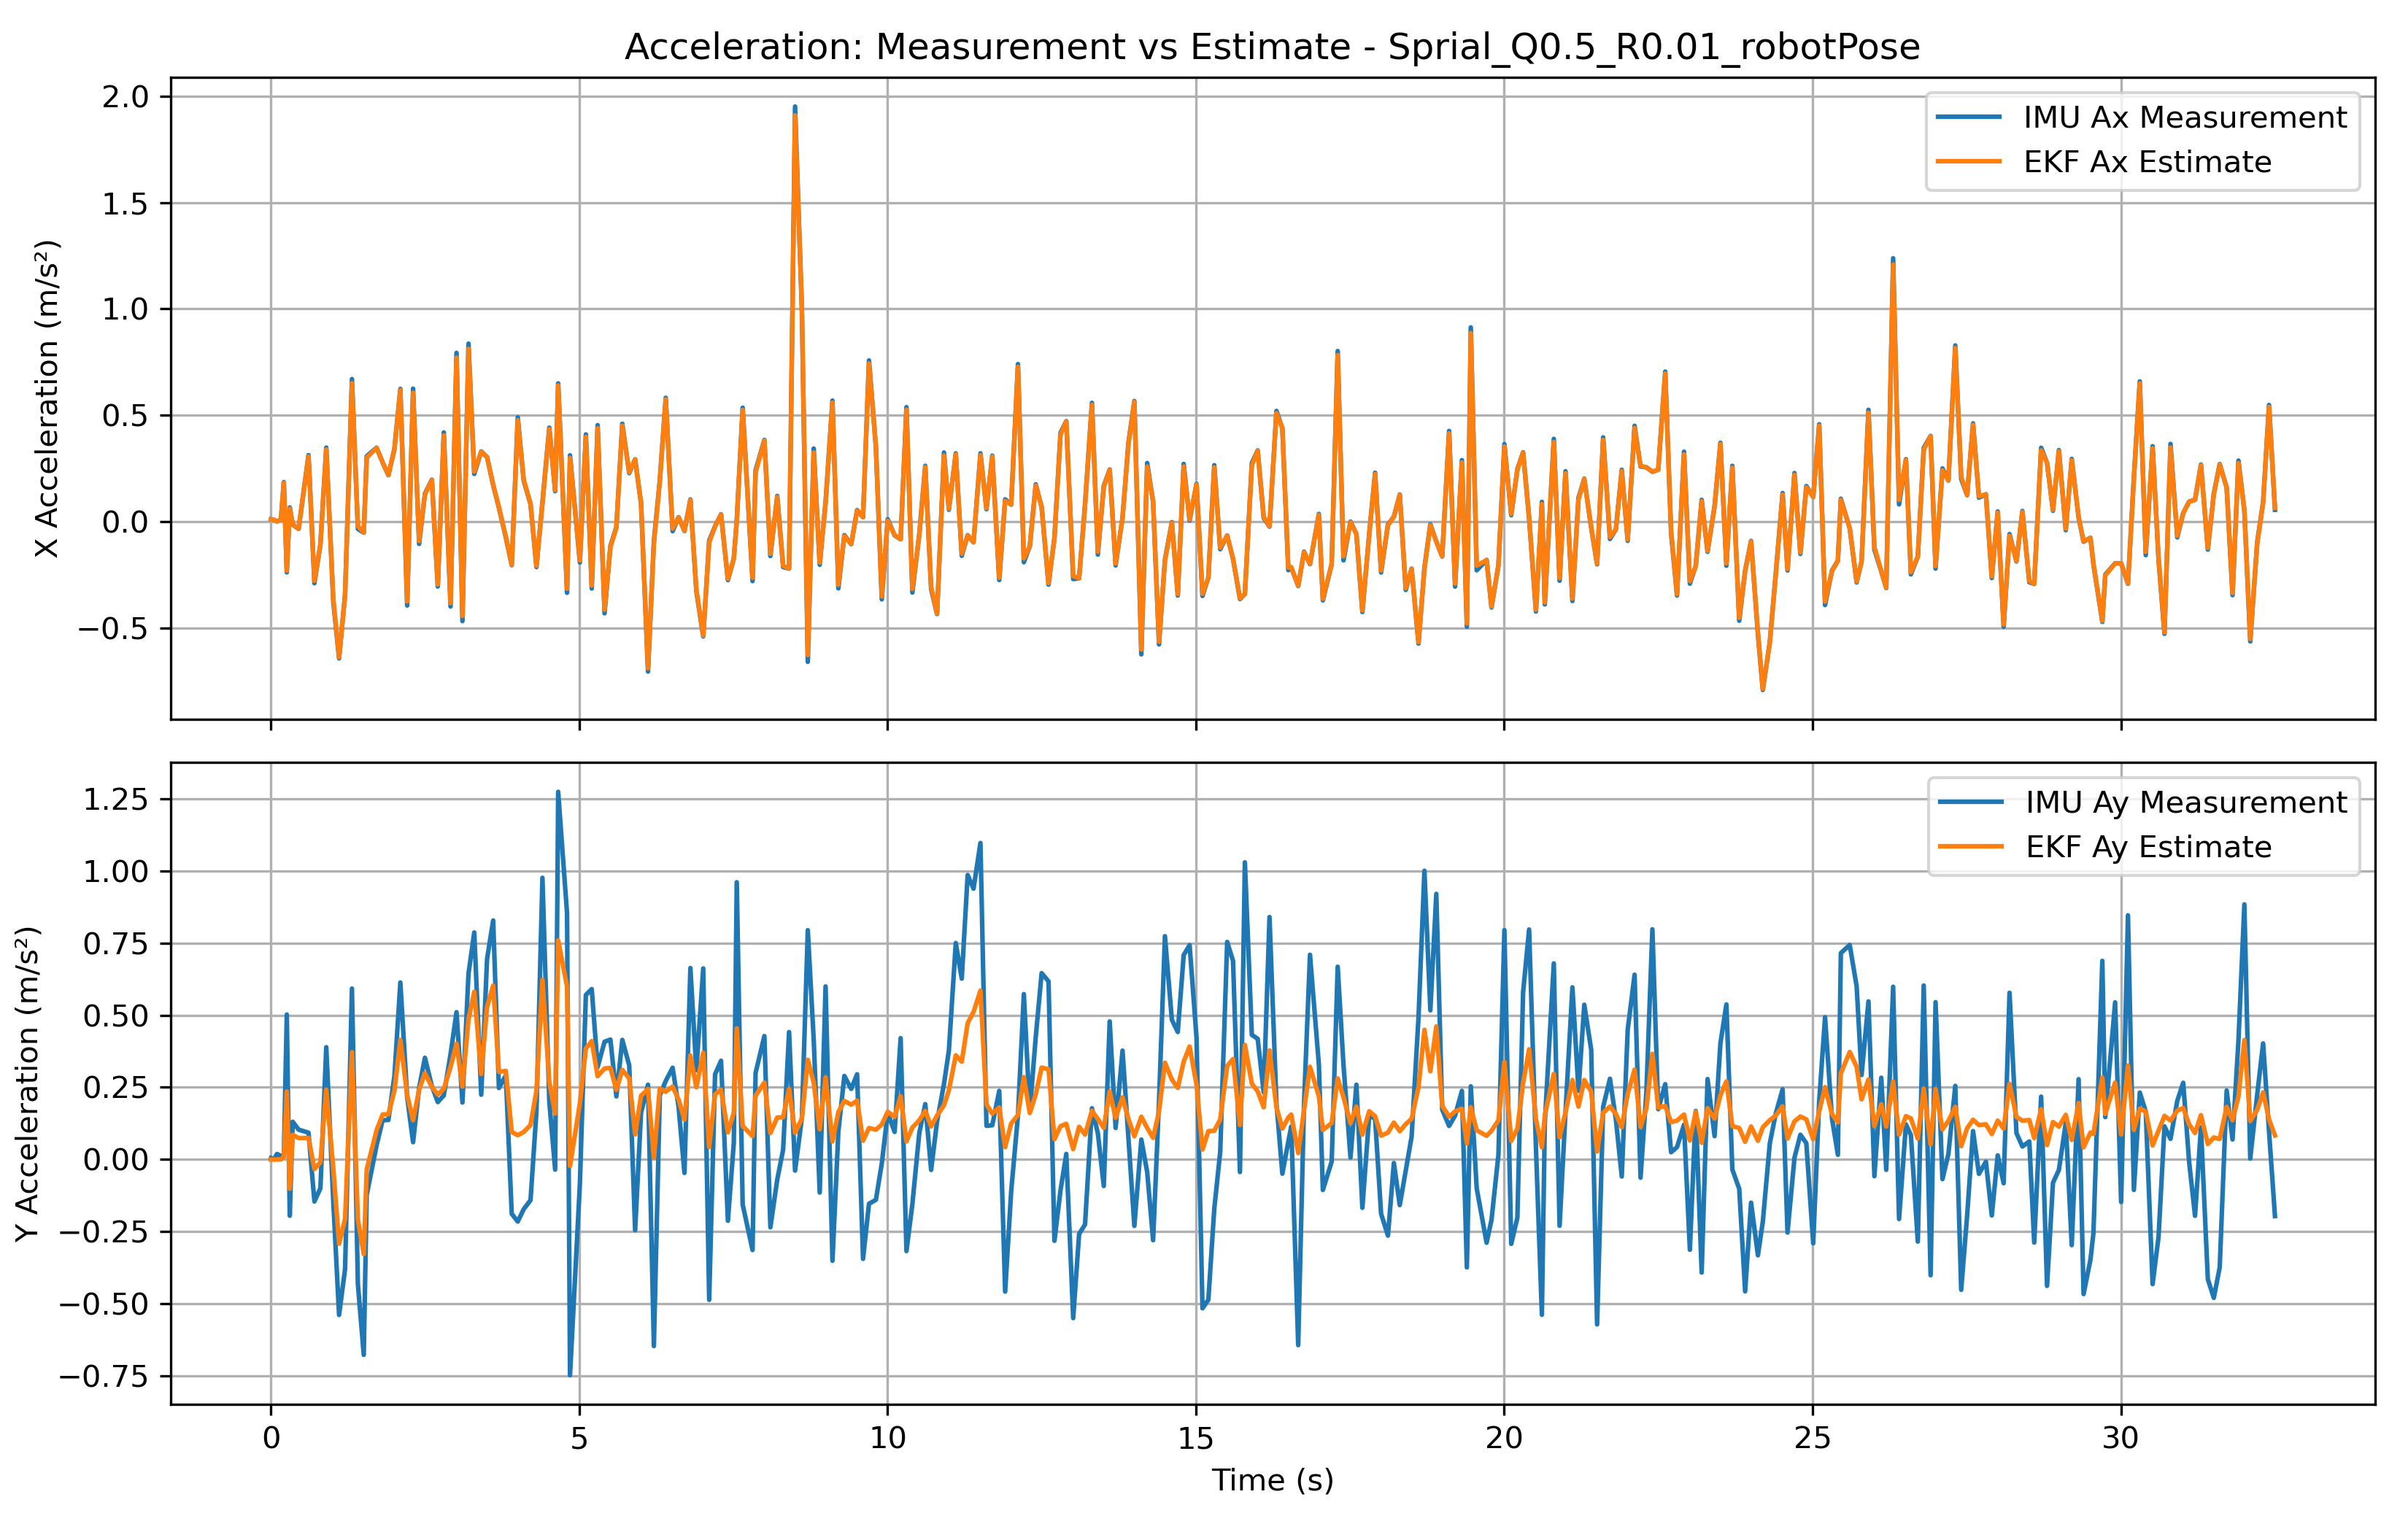 Acceleration: Measurement vs Estimate - Sprial_Q0.5_R0.01_robotPose
2.0
1.5
1.0
0.5
0.0
−0.5
X Acceleration (m/s²)
IMU Ax Measurement
EKF Ax Estimate
1.25
1.00
0.75
0.50
0.25
0.00
−0.25
−0.50
−0.75
Y Acceleration (m/s²)
IMU Ay Measurement
EKF Ay Estimate
0 5 10 15 20 25 30
Time (s)